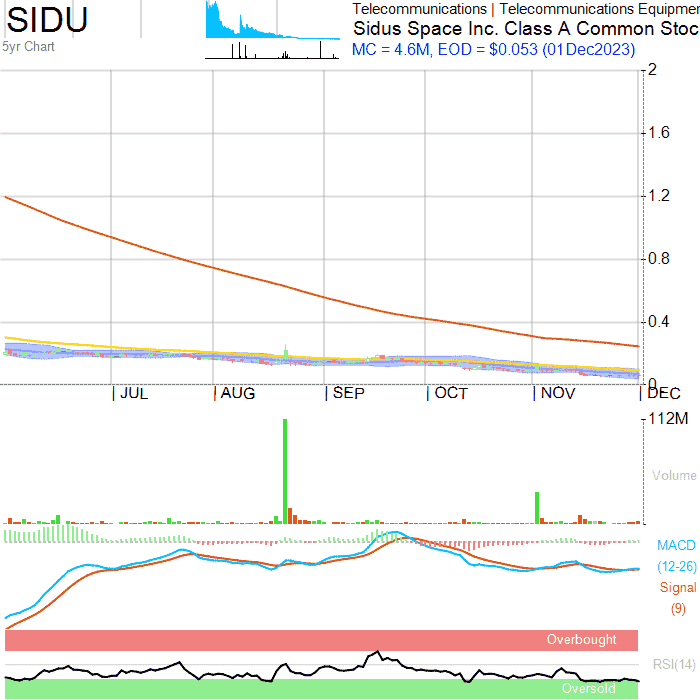 SIDU
5yr Chart
Telecommunications | Telecommunications Equipmen
Sidus Space Inc. Class A Common Stoc
MC = 4.6M, EOD = $0.053 (01Dec2023)
2
1.6
1.2
0.8
0.4
0
JUL
AUG
SEP
OCT
NOV
DEC
112M
Volume
MACD
(12-26)
Signal
(9)
Overbought
RSI(14)
Oversold